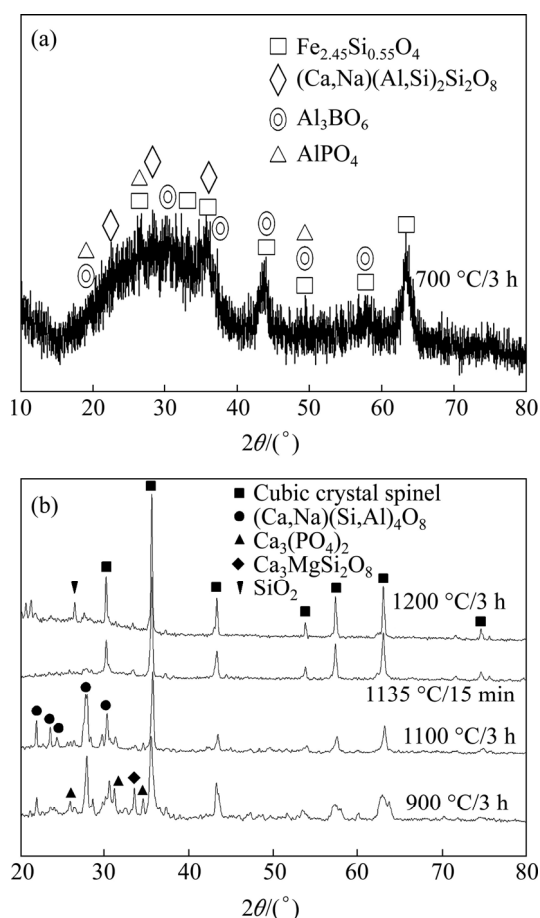 (a)
Fe2.45Si0.55O4
(Ca,Na)(Al,Si)2Si2O8
Al3BO6
AlPO4
700 °C/3 h
10 20 30 40 50 60 70 80
2θ/(°)
(b)
Cubic crystal spinel
(Ca,Na)(Si,Al)4O8
Ca3(PO4)2
Ca3MgSi2O8
SiO2
1200 °C/3 h
1135 °C/15 min
1100 °C/3 h
900 °C/3 h
20 30 40 50 60 70 80
2θ/(°)